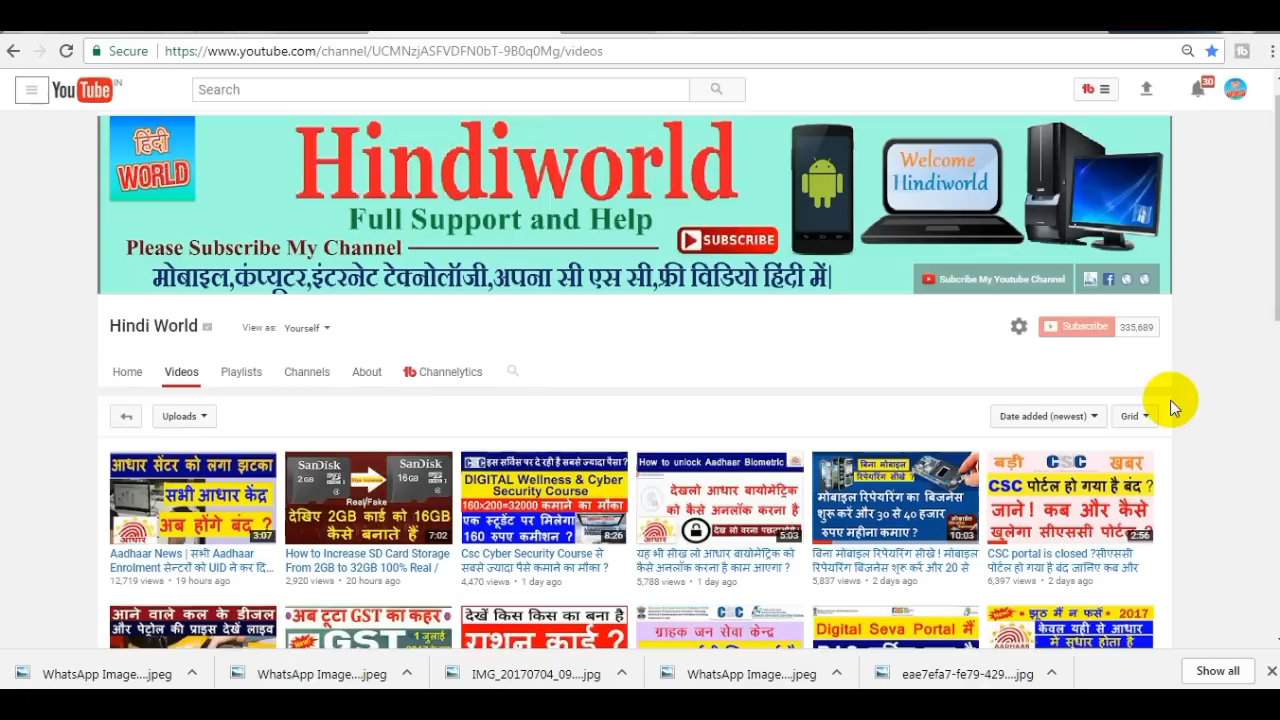 Secure https://www.youtube.com/channel/UCMNzjASFVDFN0bT-9B0q0Mg/videos
YouTube IN
Search
30
हिंदी
WORLD
Hindiworld
Full Support and Help
Please Subscribe My Channel
SUBSCRIBE
Welcome
Hindiworld
मोबाइल,कंप्यूटर,इंटरनेट टेक्नोलॉजी,अपना सी एस सी,फ्री विडियो हिंदी में|
Subcribe My Youtube Channel
Hindi World
View as: Yourself
Subscribe 335,689
Home Videos Playlists Channels About Channelytics
Uploads
Date added (newest) Grid
आधार सेंटर को लगा झटका
सभी आधार केंद्र
अब होंगे बंद ?
3:07
Aadhaar News | सभी Aadhaar
Enrolment सेन्टरों को UID ने कर दि...
12,719 views • 19 hours ago
SanDisk SanDisk
2GB 16GB
Real/Fake
देखिए 2GB कार्ड को 16GB
कैसे बनाते हैं
7:02
How to Increase SD Card Storage
From 2GB to 32GB 100% Real /
2,920 views • 20 hours ago
CSC इस सर्विस पर दे रही है सबसे ज्यादा पैसा ?
DIGITAL Wellness & Cyber
Security Course
160×200=32000 कमाने का मौका
एक स्टूडेंट पर मिलेगा
160 रुपए कमीशन ?
8:26
Csc Cyber Security Course से
सबसे ज्यादा पैसे कमाने का मौका ?
4,470 views • 1 day ago
How to unlock Aadhaar Biometric
देखलो आधार बायोमेट्रिक
को कैसे अनलॉक करना है
देख लो वरना
5:03
यह भी सीख लो आधार बायोमेट्रिक को
कैसे अनलॉक करना है काम आएगा ?
5,788 views • 1 day ago
बिना मोबाइल
रिपेयरिंग सीखे !
मोबाइल रिपेयरिंग का बिजनेस
शुरू करें और 30 से 40 हजार
रुपए महीना कमाए ?
10:03
बिना मोबाइल रिपेयरिंग सीखे ! मोबाइल
रिपेयरिंग बिजनेस शुरू करें और 20 से
5,837 views • 2 days ago
बड़ी CSC खबर
CSC पोर्टल हो गया है बंद ?
जाने ! कब और कैसे
खुलेगा सीएससी पोर्टल ?
2:56
CSC portal is closed ?सीएससी
पोर्टल हो गया है बंद जानिए कब और
6,397 views • 2 days ago
आने वाले कल के डीजल
और पेट्रोल की प्राइस देखें लाइव
अब टूटा GST का कहर
GST 1 जुलाई
देखें किस किस का बना है
राशन कार्ड ?
CSC
ग्राहक जन सेवा केन्द्र
Digital Seva Portal में
झूठ में न फसें 2017
केवल यही से आधार
में सुधार होता है
AADHAAR
WhatsApp Image....jpeg
WhatsApp Image....jpeg
IMG_20170704_09....jpg
WhatsApp Image....jpeg
eae7efa7-fe79-429....jpg
Show all